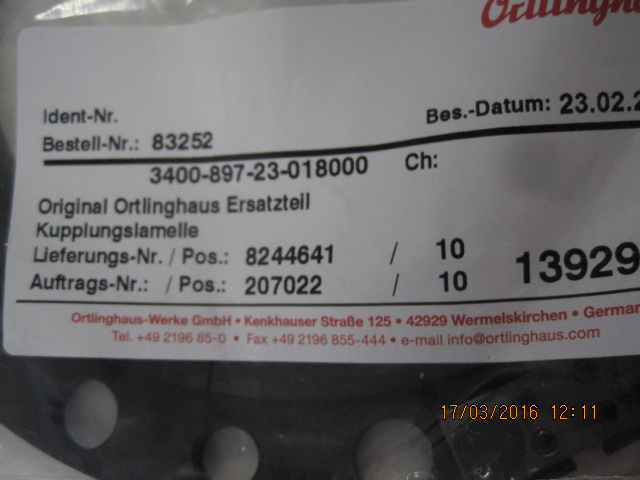 Ident-Nr.
Bes.-Datum: 23.02.2
Bestell-Nr.: 83252
3400-897-23-018000 Ch:
Original Ortlinghaus Ersatzteil
Kupplungslamelle
Lieferungs-Nr. / Pos.: 8244641 / 10
13929
Auftrags-Nr.: / Pos.: 207022 / 10
Ortlinghaus-Werke GmbH • Kenkhauser Straße 125 • 42929 Wermelskirchen • German
Tel. +49 2196 85-0 • Fax +49 2196 855-444 • e-mail info@ortlinghaus.com
17/03/2016 12:11